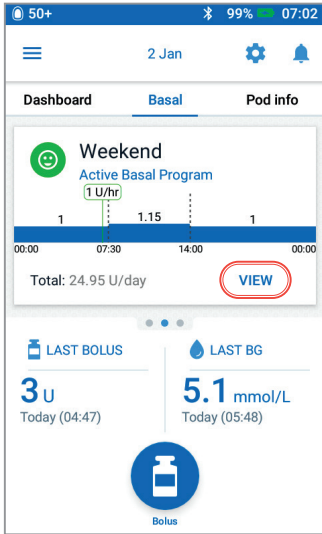 50+ 99% 07:02
2 Jan
Dashboard Basal Pod info
Weekend
Active Basal Program
1 U/hr
1 1.15 1
00:00 07:30 14:00 00:00
Total: 24.95 U/day VIEW
LAST BOLUS LAST BG
3 U 5.1 mmol/L
Today (04:47) Today (05:48)
Bolus